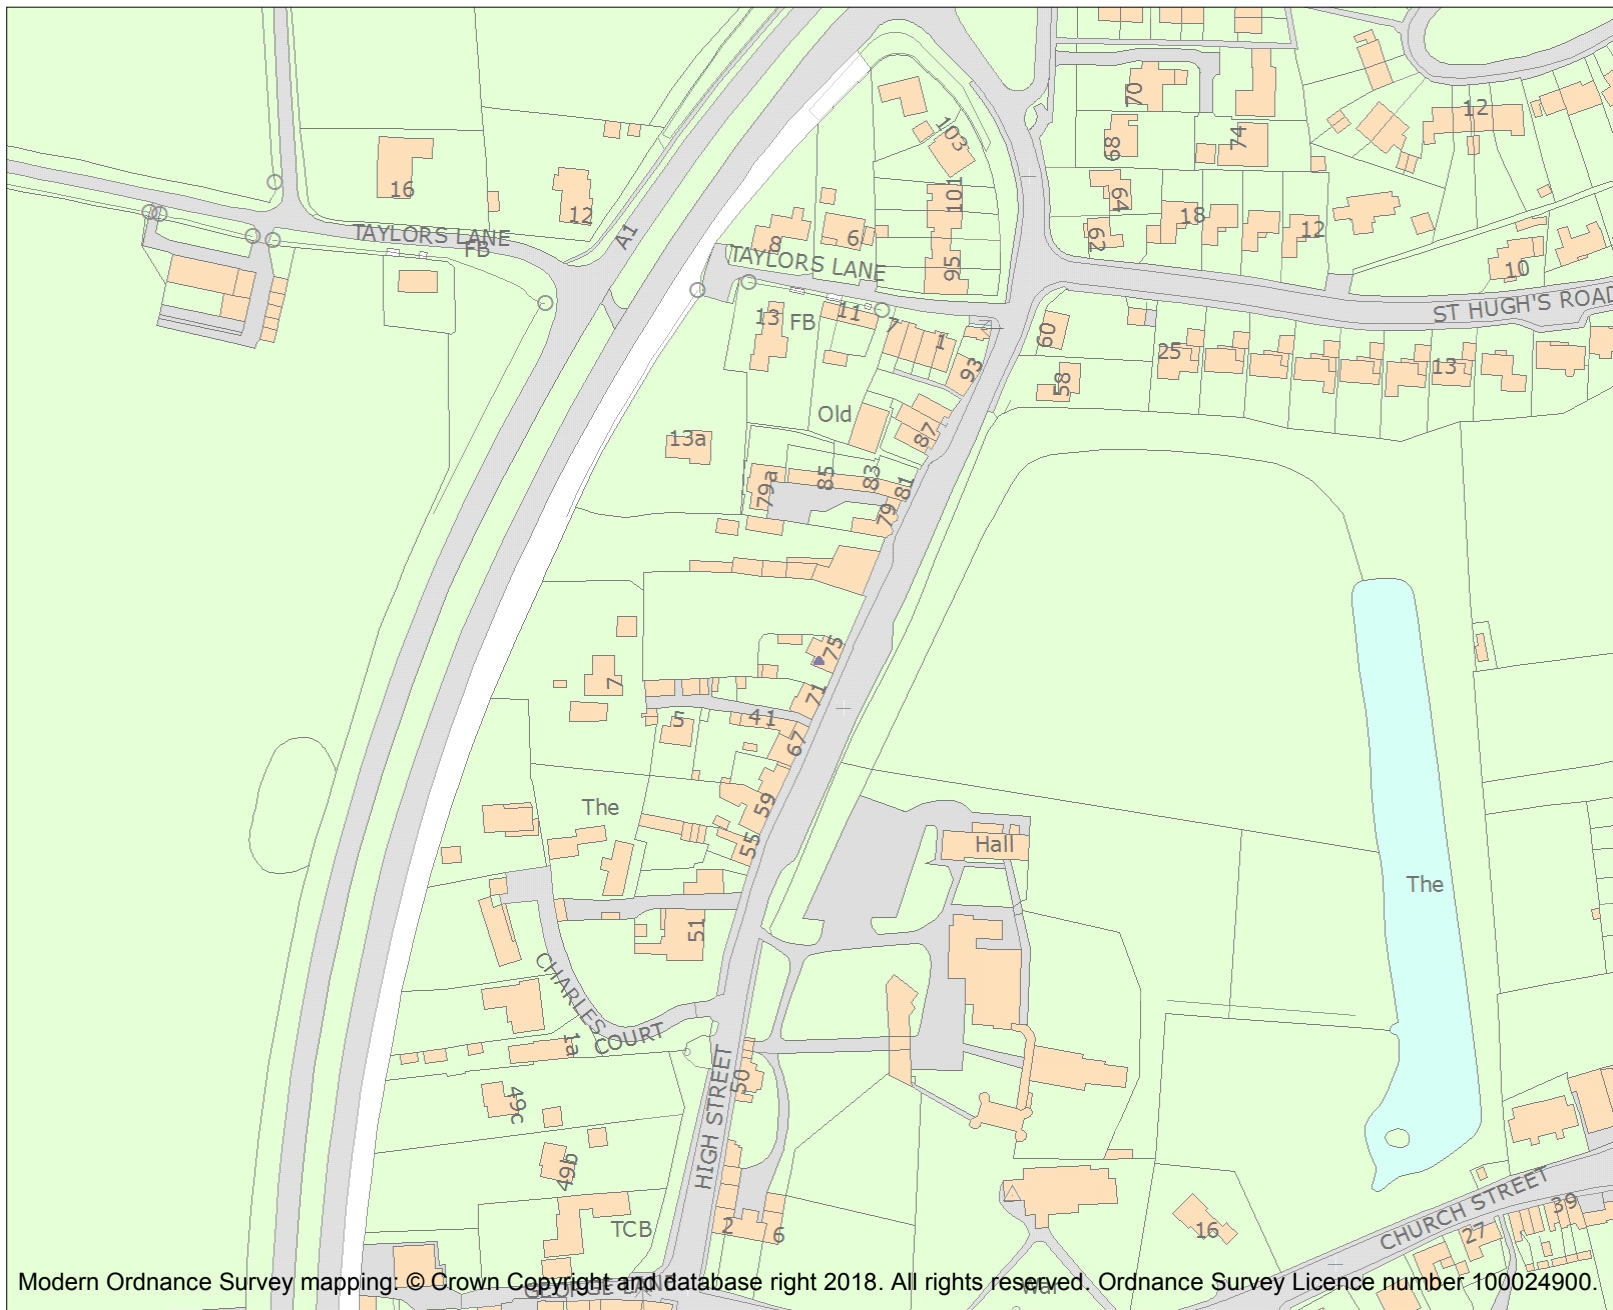 12
70
103
74
68
16
101
64
12
18
62
12
TAYLORS LANE
FB
A1
8
6
TAYLORS LANE
95
10
ST HUGH'S ROAD
13
FB
11
7
1
60
93
25
13
58
Old
13a
87
85
83
79a
81
79
75
7
71
5
41
67
The
59
55
Hall
The
51
CHARLES COURT
1a
HIGH STREET
50
49c
49b
TCB
2
6
16
CHURCH STREET
39
27
GEORGE LANE
War
Modern Ordnance Survey mapping: © Crown Copyright and database right 2018. All rights reserved. Ordnance Survey Licence number 100024900.